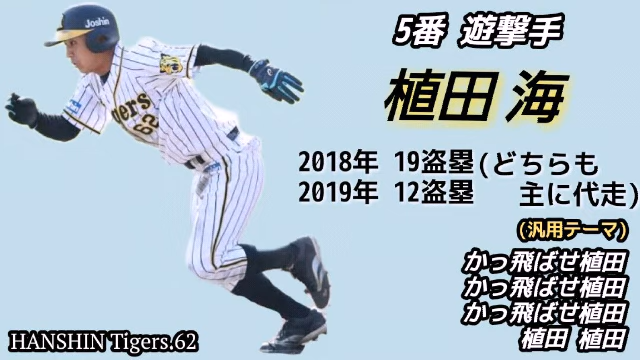 5番 遊撃手
植田 海
2018年 19盗塁(どちらも
2019年 12盗塁 主に代走)
(汎用テーマ)
かっ飛ばせ植田
かっ飛ばせ植田
かっ飛ばせ植田
植田 植田
HANSHIN Tigers.62
Joshin
gers
62